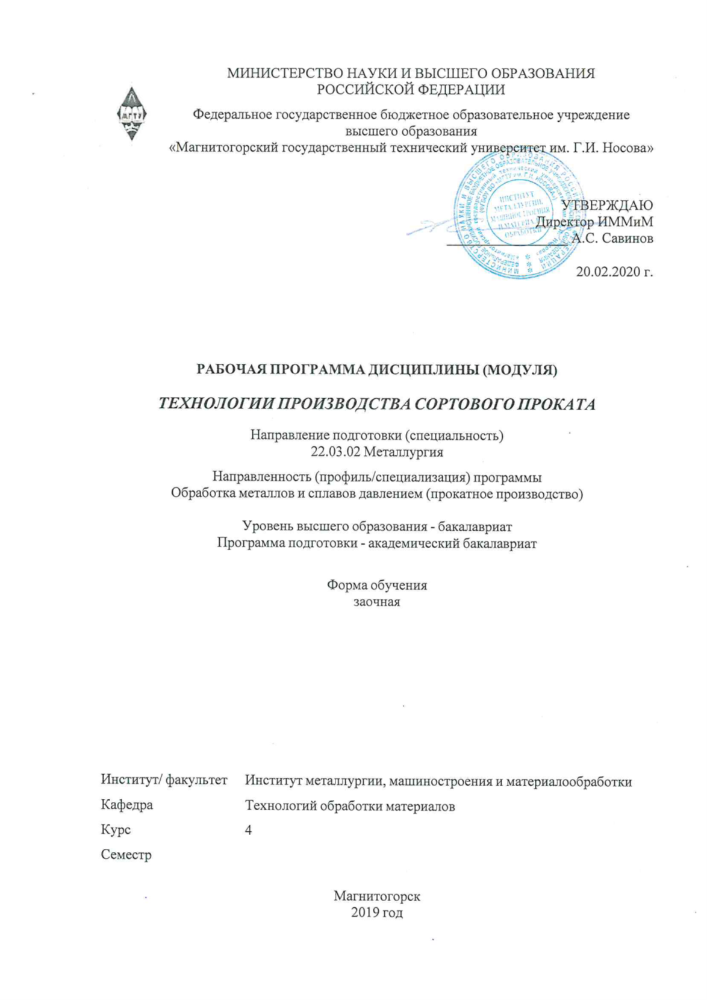 МИНИСТЕРСТВО НАУКИ И ВЫСШЕГО ОБРАЗОВАНИЯ
РОССИЙСКОЙ ФЕДЕРАЦИИ
Федеральное государственное бюджетное образовательное учреждение
высшего образования
«Магнитогорский государственный технический университет им. Г.И. Носова»
УТВЕРЖДАЮ
Директор ИММиМ
А.С. Савинов
20.02.2020 г.
ИНСТИТУТ
МЕТАЛЛУРГИИ,
МАШИНОСТРОЕНИЯ
ОБРАБОТКИ
РАБОЧАЯ ПРОГРАММА ДИСЦИПЛИНЫ (МОДУЛЯ)
ТЕХНОЛОГИИ ПРОИЗВОДСТВА СОРТОВОГО ПРОКАТА
Направление подготовки (специальность)
22.03.02 Металлургия
Направленность (профиль/специализация) программы
Обработка металлов и сплавов давлением (прокатное производство)
Уровень высшего образования - бакалавриат
Программа подготовки - академический бакалавриат
Форма обучения
заочная
Институт/ факультет Институт металлургии, машиностроения и материалообработки
Кафедра Технологий обработки материалов
Курс 4
Семестр
Магнитогорск
2019 год